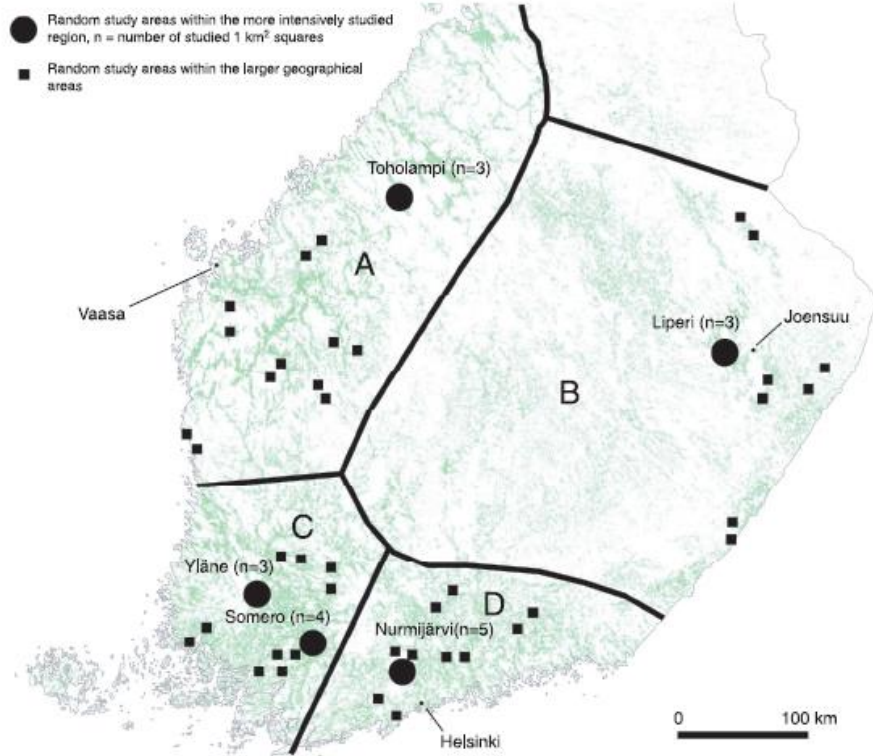 Random study areas within the more intensively studied
region, n = number of studied 1 km² squares
Random study areas within the larger geographical
areas
Toholampi (n=3)
A
Vaasa
Liperi (n=3)
Joensuu
B
C
Yläne (n=3)
Somero (n=4)
D
Nurmijärvi(n=5)
Helsinki
0 100 km